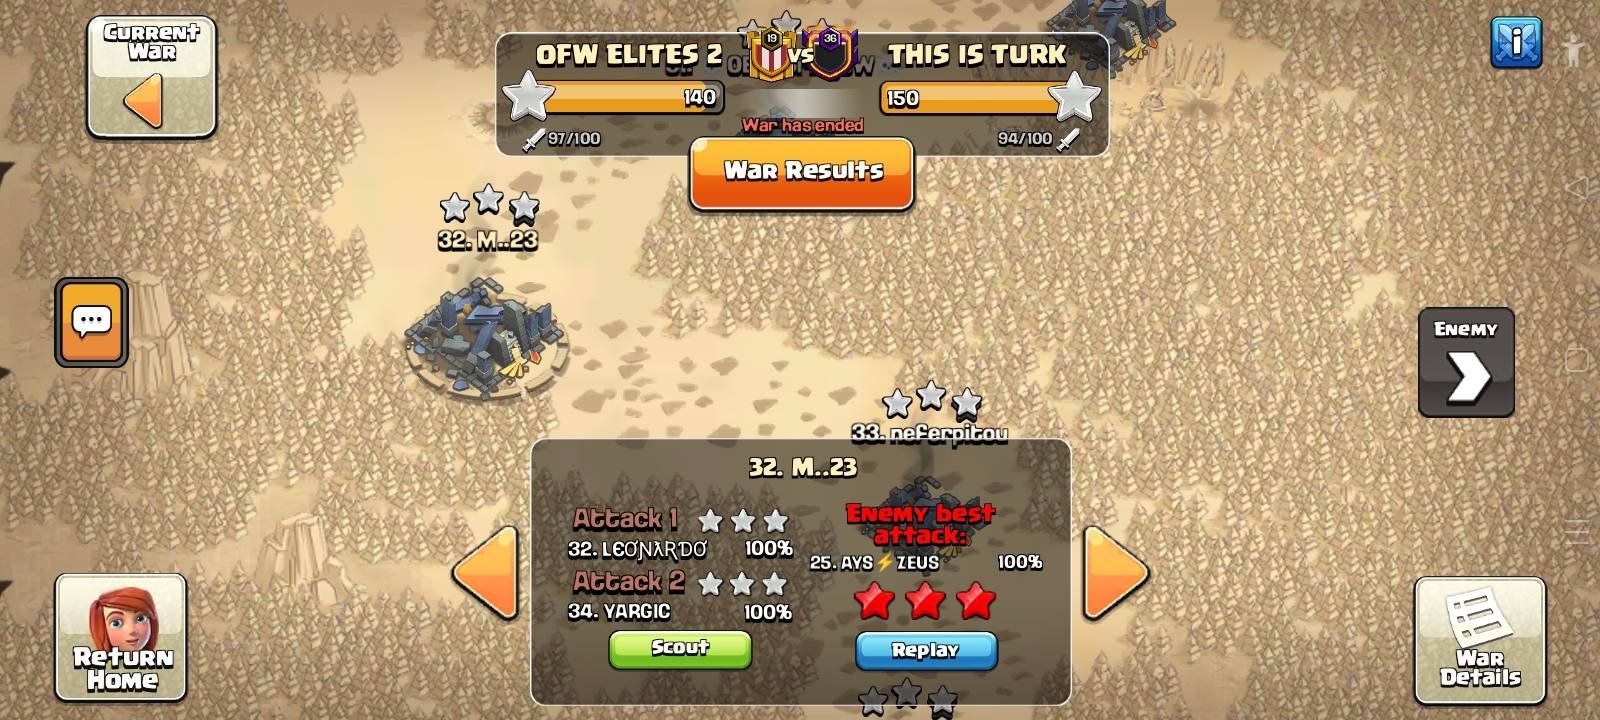 Current
War
OFW ELITES 2
19
vs
36
THIS IS TURK
140
150
War has ended
97/100
94/100
War Results
32. M..23
Enemy
33. neferpitou
32. M..23
Attack 1
32. LЄƠƝƛƦƊƠ
100%
Attack 2
34. YARGIC
100%
Scout
Enemy best
attack:
25. AYS⚡ZEUS
100%
Replay
Return
Home
War
Details